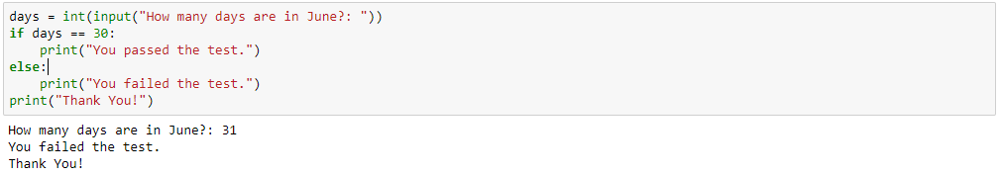 days = int(input("How many days are in June?: "))
if days == 30:
    print("You passed the test.")
else:
    print("You failed the test.")
print("Thank You!")
How many days are in June?: 31
You failed the test.
Thank You!